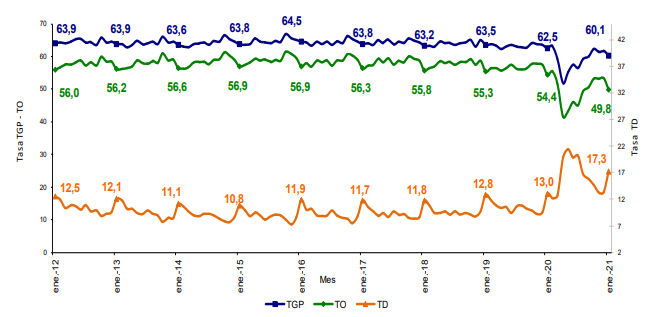 70
60
50
40
30
20
10
0
Tasa TGP - TO
42
37
32
27
22
17
12
7
2
Tasa TD
63,9 63,9 63,6 63,8 64,5 63,8 63,2 63,5 62,5 60,1
56,0 56,2 56,6 56,9 56,9 56,3 55,8 55,3 54,4 49,8
12,5 12,1 11,1 10,8 11,9 11,7 11,8 12,8 13,0 17,3
ene.-12 ene.-13 ene.-14 ene.-15 ene.-16 ene.-17 ene.-18 ene.-19 ene.-20 ene.-21
Mes
TGP TO TD